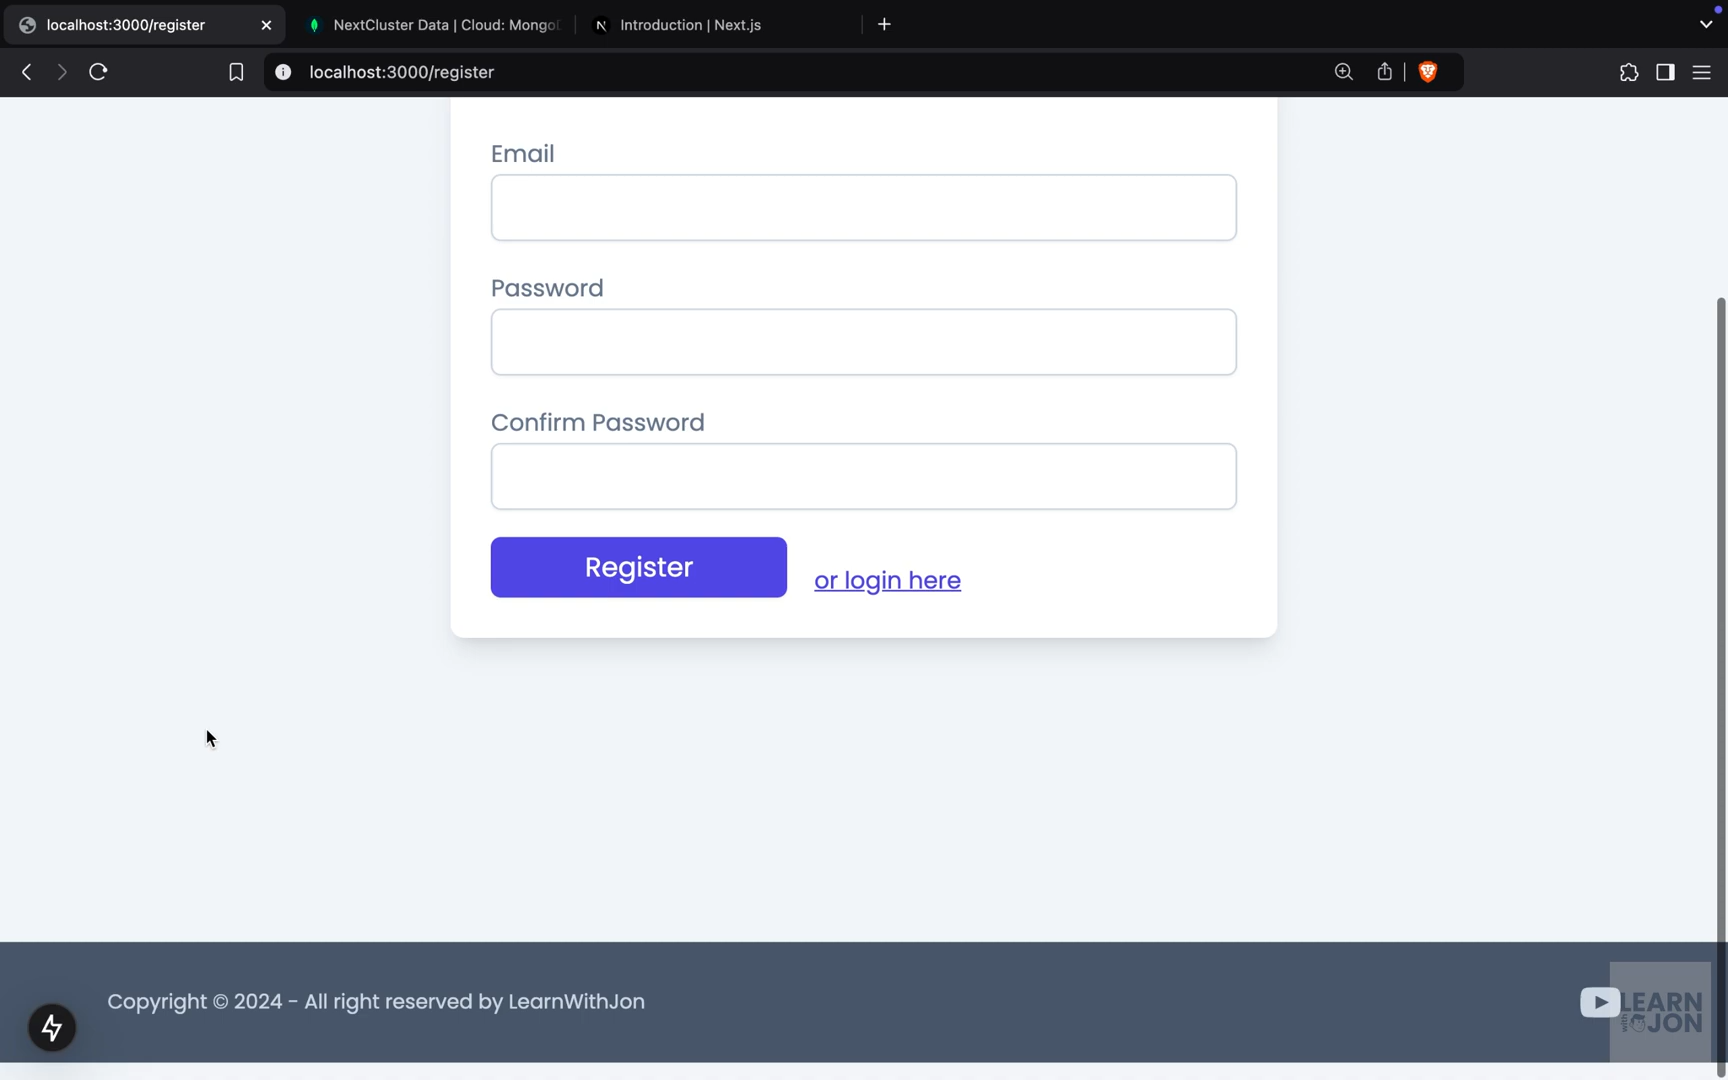 localhost:3000/register
NextCluster Data | Cloud: Mongo
Introduction | Next.js
localhost:3000/register
Email
Password
Confirm Password
Register
or login here
Copyright © 2024 - All right reserved by LearnWithJon
LEARN
with JON